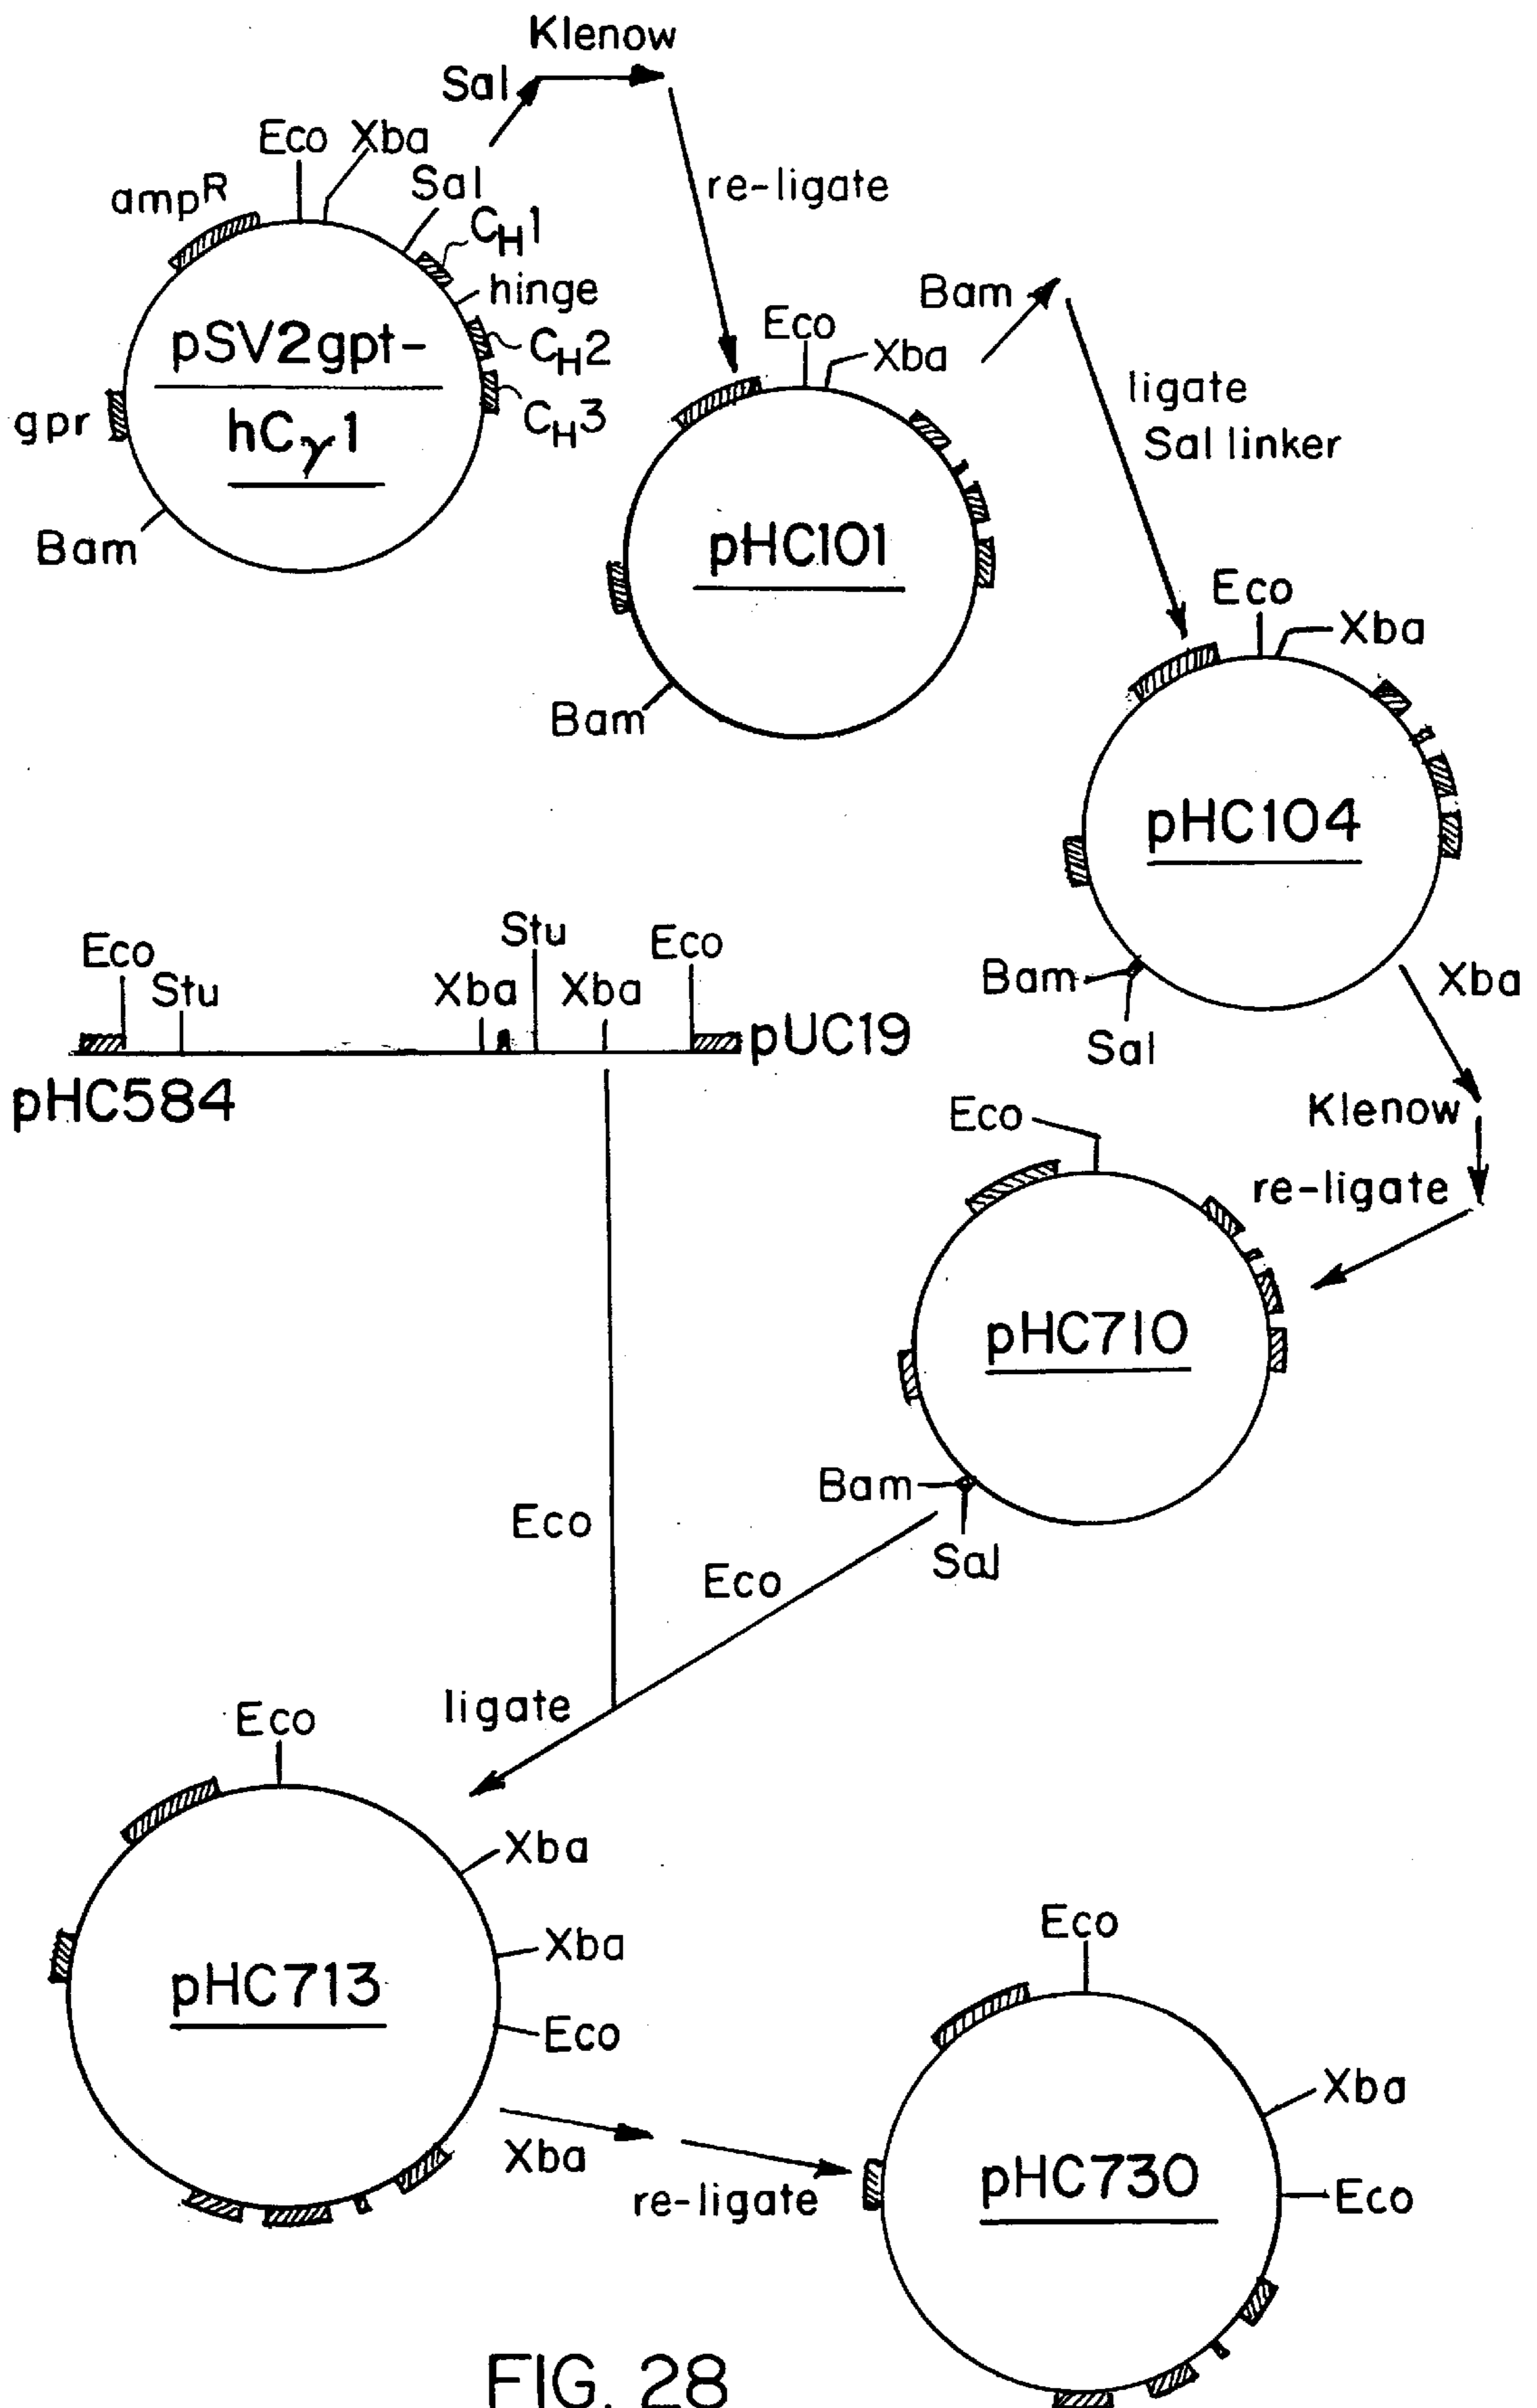 Klenow
Sal
re-ligate
Eco
Xba
Sal
ampR
CH1
hinge
CH2
CH3
pSV2gpt-
hCγ1
gpr
Bam
Eco
Xba
Bam
ligate
Sal linker
pHC101
Bam
Eco
Xba
pHC104
Bam
Sal
Xba
Klenow
re-ligate
Eco
Stu
Xba
Stu
Xba
Eco
pUC19
pHC584
Eco
pHC710
Bam
Sal
Eco
Eco
ligate
Eco
Xba
Xba
Eco
pHC713
Xba
re-ligate
Eco
Xba
Eco
pHC730
FIG. 28